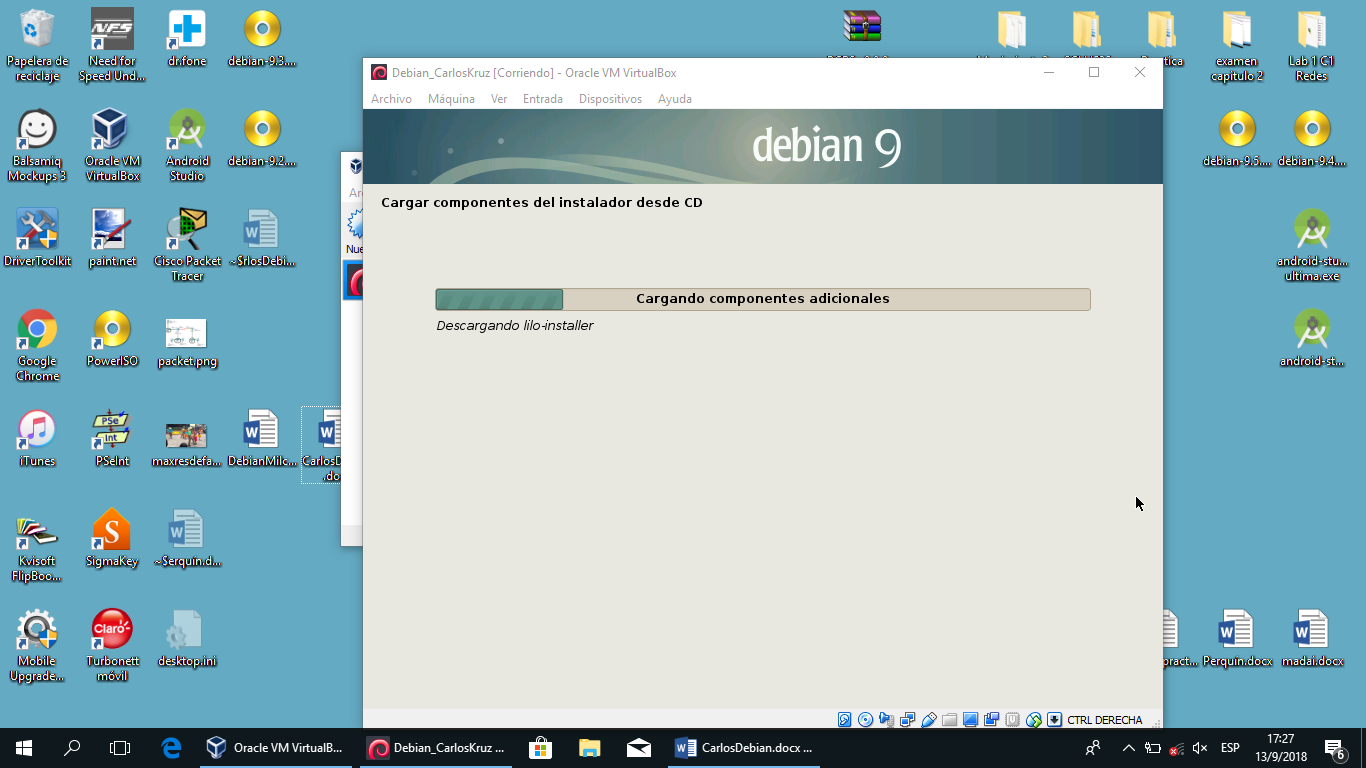 Papelera de
reciclaje
NFS
Need for
Speed Und...
dr.fone
debian-9.3....
examen
capitulo 2
Lab 1 C1
Redes
Debian_CarlosKruz [Corriendo] - Oracle VM VirtualBox
Archivo Máquina Ver Entrada Dispositivos Ayuda
debian 9
Cargar componentes del instalador desde CD
Cargando componentes adicionales
Descargando lilo-installer
CTRL DERECHA
Balsamiq
Mockups 3
Oracle VM
VirtualBox
Android
Studio
debian-9.2....
debian-9.5....
debian-9.4....
DriverToolkit
paint.net
Cisco Packet
Tracer
~$rlosDebi...
android-stu...
ultima.exe
Google
Chrome
PowerISO
packet.png
android-st...
iTunes
PSe
Int
PSeInt
maxresdefa...
DebianMilc...
Kvisoft
FlipBoo...
SigmaKey
~$erquin.d...
Mobile
Upgrade...
Claro
Turbonett
móvil
desktop.ini
Perquin.docx
madai.docx
Oracle VM VirtualB...
Debian_CarlosKruz ...
CarlosDebian.docx ...
ESP
17:27
13/9/2018
6